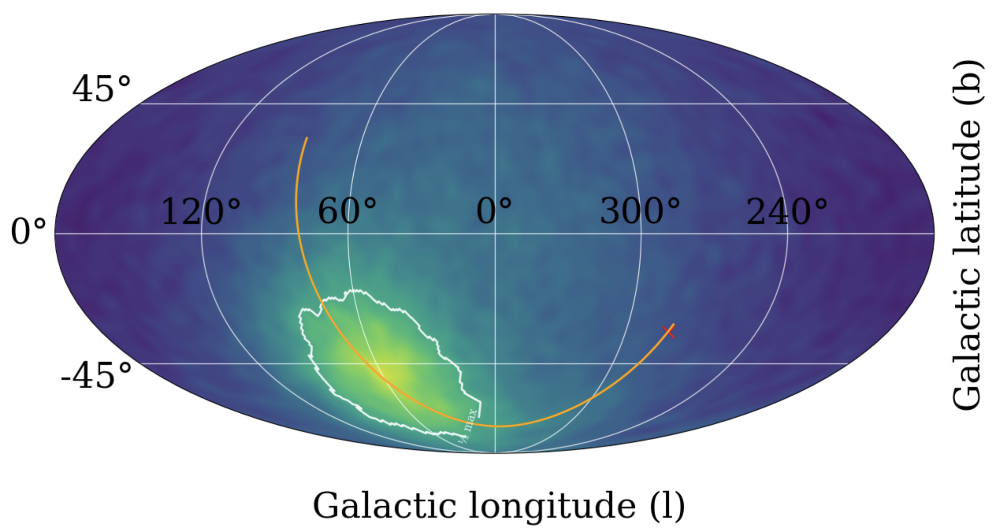 45°
120° 60° 0° 300° 240°
0°
-45°
½ max
Galactic longitude (l)
Galactic latitude (b)